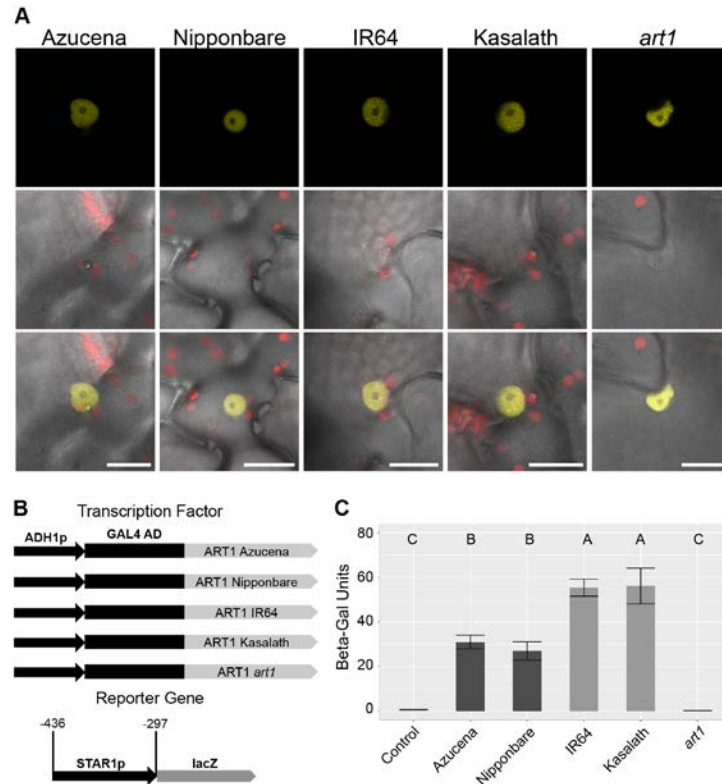 A
Azucena Nipponbare IR64 Kasalath art1
B
Transcription Factor
ADH1p GAL4 AD
ART1 Azucena
ART1 Nipponbare
ART1 IR64
ART1 Kasalath
ART1 art1
Reporter Gene
-436 -297
STAR1p lacZ
C
80
60
40
20
0
Beta-Gal Units
C B B A A C
Control Azucena Nipponbare IR64 Kasalath art1